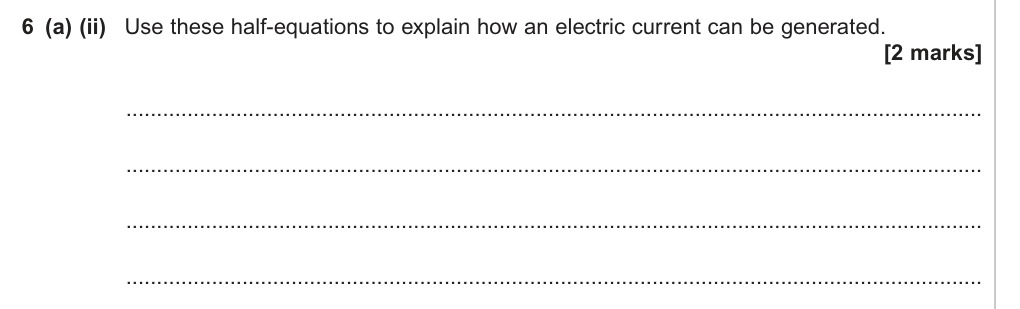 6 (a) (ii) Use these half-equations to explain how an electric current can be generated.
[2 marks]